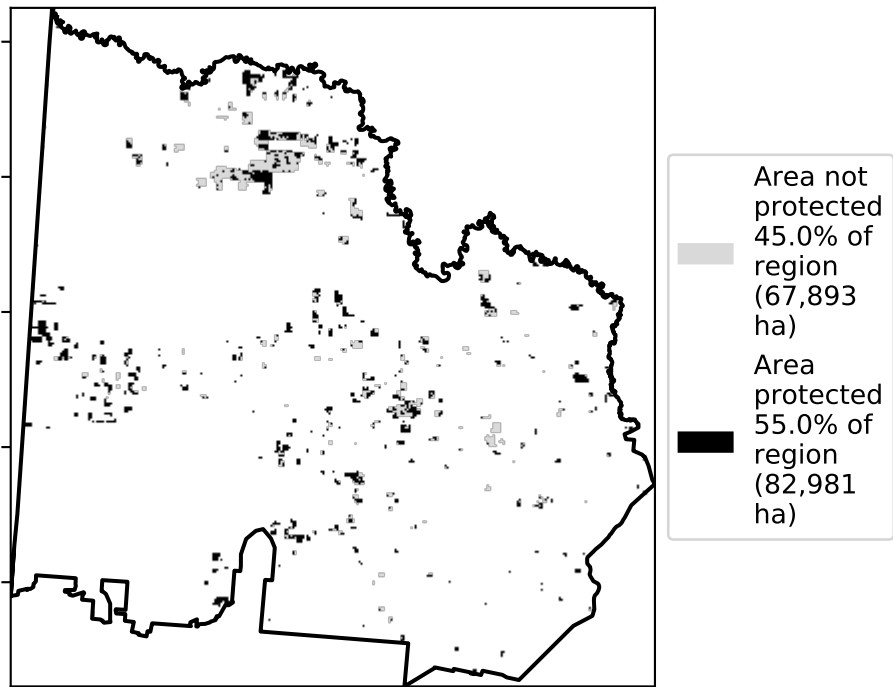 Area not
protected
45.0% of
region
(67,893
ha)
Area
protected
55.0% of
region
(82,981
ha)